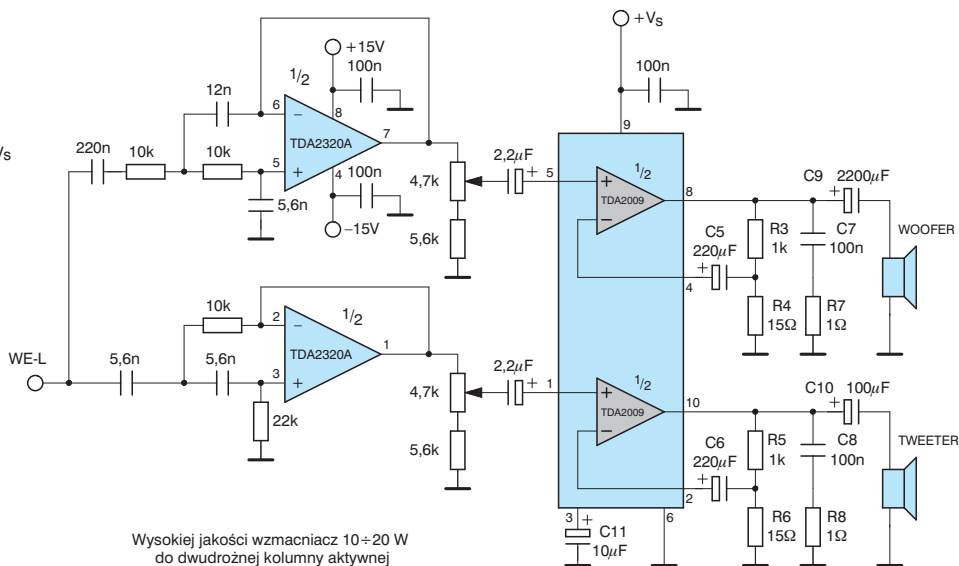 +Vs
+15V
100n
1/2
8
TDA2320A
6
−
7
5
+
4
100n
−15V
12n
Vs
220n
10k
10k
5,6n
4,7k
5,6k
2,2µF
+
5
100n
9
1/2
+
TDA2009
−
8
4
C5
+
220µF
R3
1k
R4
15Ω
C7
100n
R7
1Ω
C9
+
2200µF
WOOFER
WE-L
5,6n
5,6n
10k
22k
2
−
3
+
1/2
TDA2320A
1
4,7k
5,6k
2,2µF
+
1
1/2
+
TDA2009
−
10
2
C6
+
220µF
R5
1k
R6
15Ω
C8
100n
R8
1Ω
C10
+
100µF
TWEETER
3
+
C11
10µF
6
Wysokiej jakości wzmacniacz 10÷20 W
do dwudrożnej kolumny aktywnej